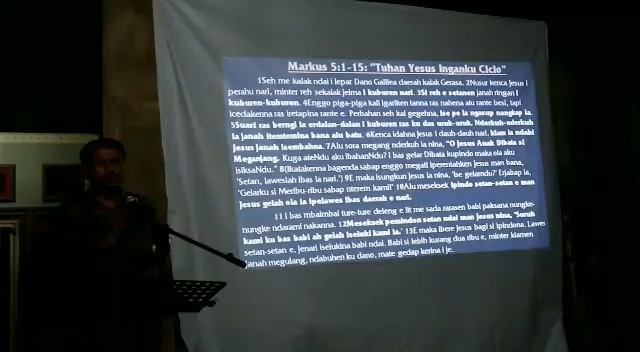 Markus 5:1-15: "Tuhan Yesus Inganku Ciclo"
1Seh me kalak ndai i lepar Dano Galilea daerah kalak Gerasa. 2Nusur kenca Jesus i
perahu nari, minter reh sekalak jelma i kuburen nari. 3Si reh e setanen janah ringan i
kuburen-kuburen. 4Enggo piga-piga kali igariken tanna ras nahena alu rante besi, tapi
icedakenna ras iretapina rante e. Perbahan seh kal gegehna, ise pe la ngasup nangkap ia.
5Suari ras berngi ia erdalan-dalan i kuburen ras ku das uruk-uruk. Nderkuh-nderkuh
ia janah itemtemina bana alu batu. 6Kenca idahna Jesus i dauh-dauh nari, kiam ia ndahi
Jesus janah isembahna. 7Alu sora megang nderkuh ia nina, "O Jesus Anak Dibata si
Meganjang. Kuga ateNdu aku ibahanNdu? I bas gelar Dibata kupindo maka ola aku
isiksaNdu." 8(Ikatakenna bagenda sabap enggo megati iperentahken Jesus man bana,
'Setan, laweslah ibas ia nari.') 9E maka isungkun Jesus ia nina, 'Ise gelamdu?' Erjabap ia,
'Gelarku si Meribu-ribu sabap nterem kami!' 10Alu meseksek ipindo setan-setan e man
Jesus gelah ola ia ipelawes ibas daerah e nari.
11 I bas mbalmbal ture-ture deleng e lit me sada rarasen babi paksana nungke-
nungke ndarami nakanna. 12Meseksek pemindon setan ndai man Jesus nina, 'Suruh
kami ku bas babi ah gelah iseluki kami ia.' 13E maka ibere Jesus bagi si ipindona. Lawes
setan-setan e, jenari iselukina babi ndai. Babi si lebih kurang dua ribu e, minter kiamen
janah megulang, ndabuhen ku dano, mate gedap kerina i je.